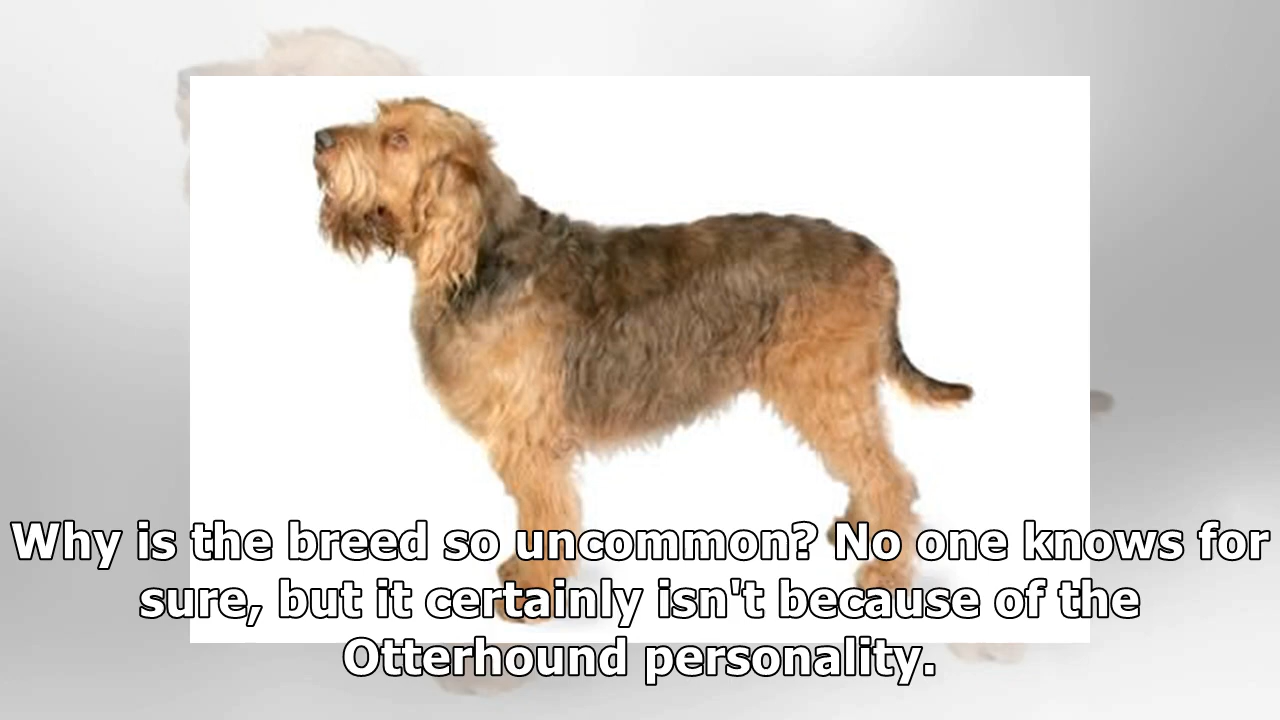 Why is the breed so uncommon? No one knows for
sure, but it certainly isn't because of the
Otterhound personality.